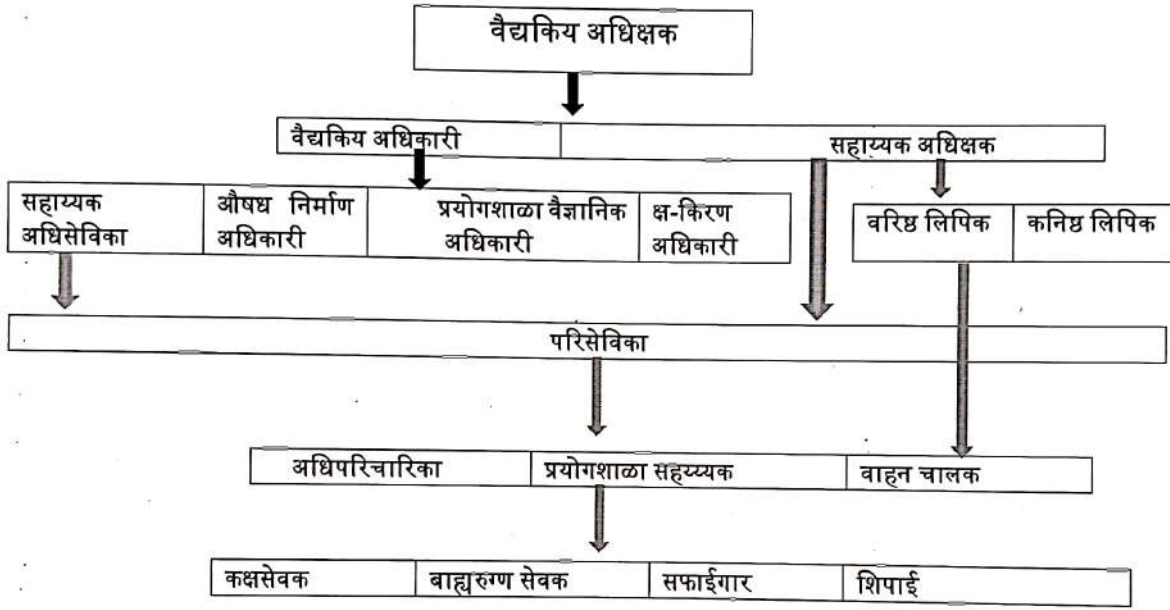 वैद्यकिय अधिक्षक
वैद्यकिय अधिकारी सहाय्यक अधिक्षक
सहाय्यक औषध निर्माण प्रयोगशाळा वैज्ञानिक क्ष-किरण
अधिसेविका अधिकारी अधिकारी अधिकारी
वरिष्ठ लिपिक कनिष्ठ लिपिक
परिसेविका
अधिपरिचारिका प्रयोगशाळा सहय्य्यक वाहन चालक
कक्षसेवक बाह्यरुग्ण सेवक सफाईगार शिपाई